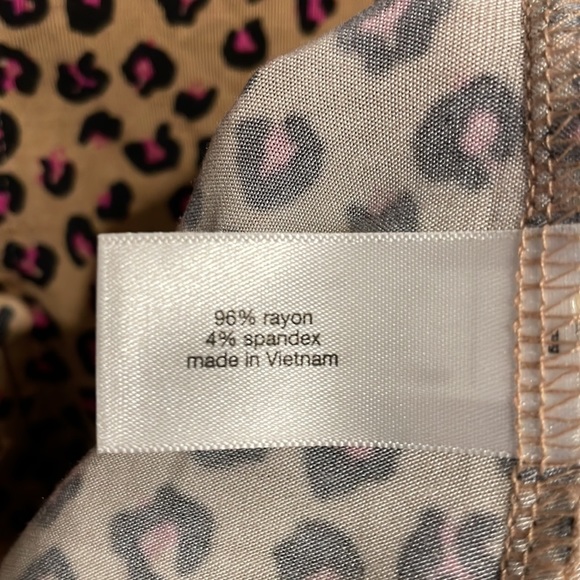 96% rayon
4% spandex
made in Vietnam